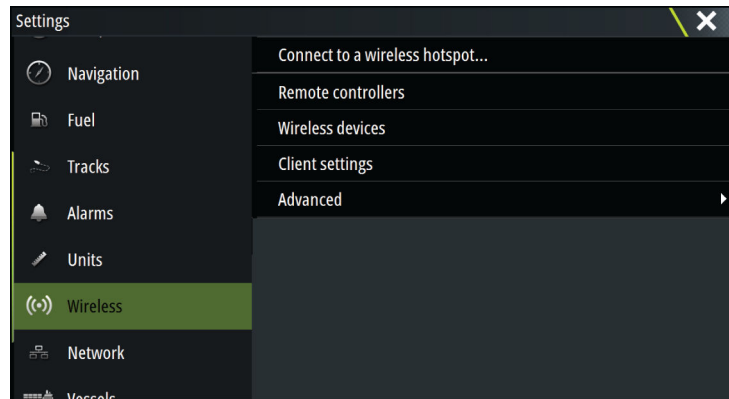 Settings
Navigation
Fuel
Tracks
Alarms
Units
Wireless
Network
Vessels
Connect to a wireless hotspot...
Remote controllers
Wireless devices
Client settings
Advanced